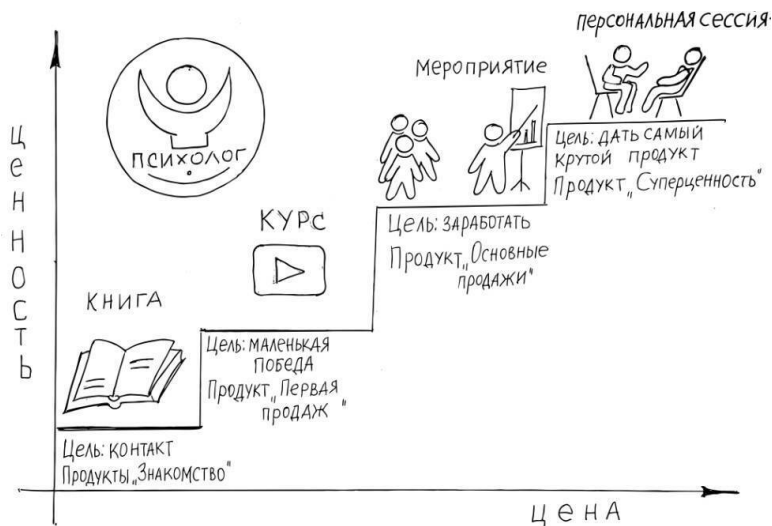 ПЕРСОНАЛЬНАЯ СЕССИЯ
МЕРОПРИЯТИЕ
ЦЕННОСТЬ
ПСИХОЛОГ
Цель: ДАТЬ САМЫЙ
КРУТОЙ ПРОДУКТ
Продукт „Суперценность"
КУРС
Цель: ЗАРАБОТАТЬ
Продукт „Основные
продажи"
КНИГА
Цель: МАЛЕНЬКАЯ
ПОБЕДА
Продукт „Первая
продаж "
Цель: КОНТАКТ
Продукты „Знакомство"
ЦЕНА